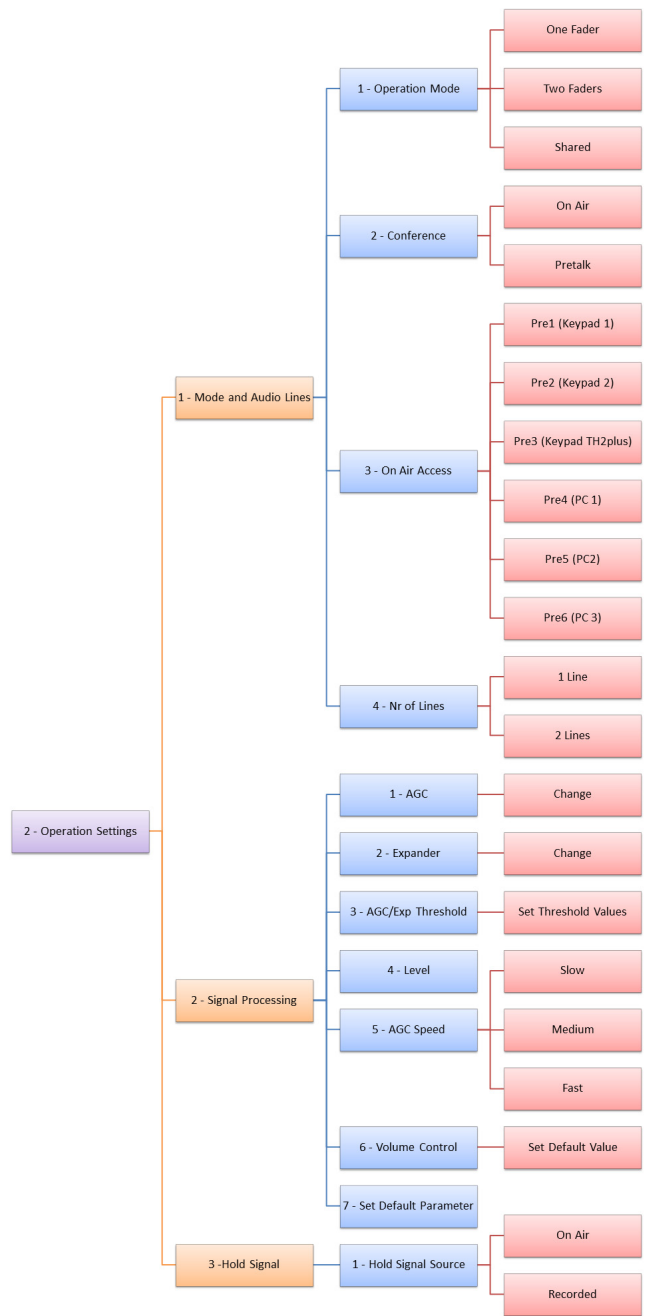 2 - Operation Settings
1 - Mode and Audio Lines
1 - Operation Mode
One Fader
Two Faders
Shared
2 - Conference
On Air
Pretalk
3 - On Air Access
Pre1 (Keypad 1)
Pre2 (Keypad 2)
Pre3 (Keypad TH2plus)
Pre4 (PC 1)
Pre5 (PC2)
Pre6 (PC 3)
4 - Nr of Lines
1 Line
2 Lines
2 - Signal Processing
1 - AGC
Change
2 - Expander
Change
3 - AGC/Exp Threshold
Set Threshold Values
4 - Level
5 - AGC Speed
Slow
Medium
Fast
6 - Volume Control
Set Default Value
7 - Set Default Parameter
3 -Hold Signal
1 - Hold Signal Source
On Air
Recorded